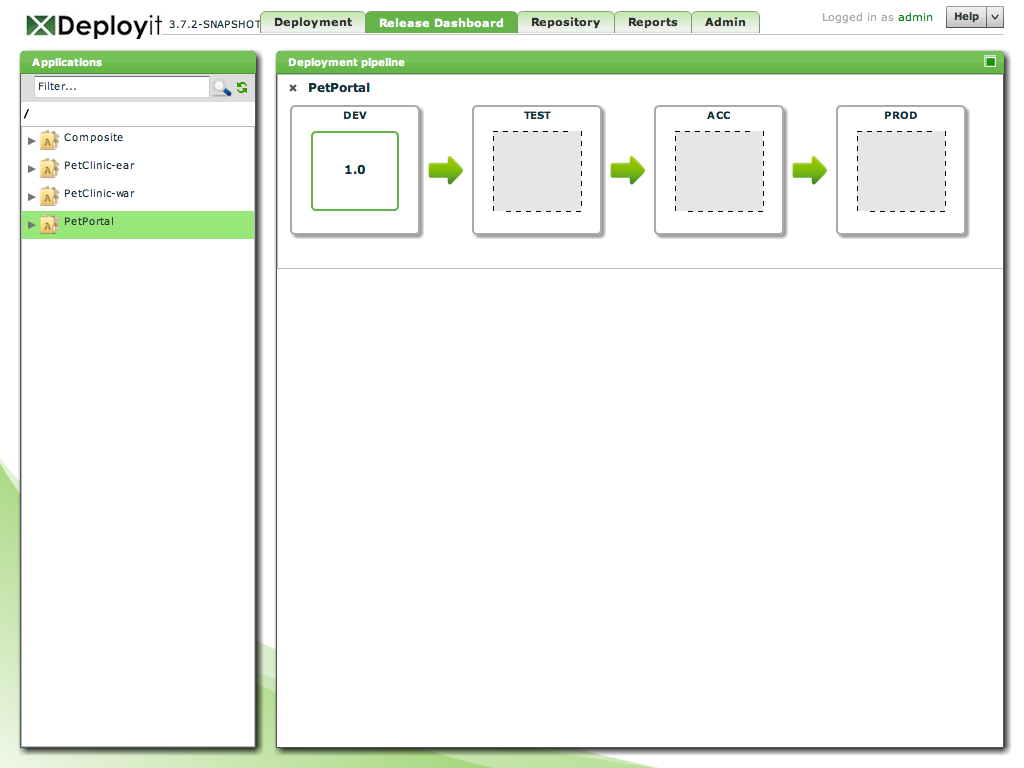 Deployit 3.7.2-SNAPSHOT Deployment Release Dashboard Repository Reports Admin Logged in as admin Help
Applications
Filter...
/
A Composite
A PetClinic-ear
A PetClinic-war
A PetPortal
Deployment pipeline
× PetPortal
DEV TEST ACC PROD
1.0